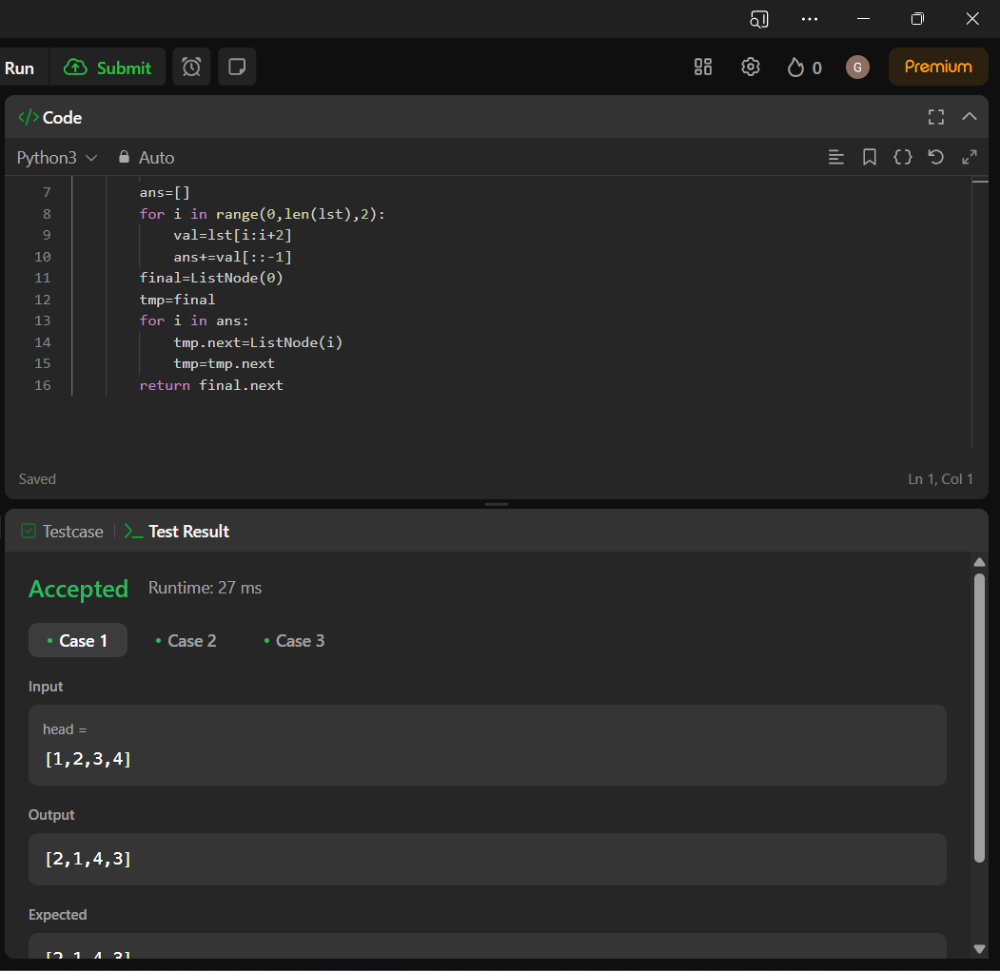 Run Submit 0 G Premium
</> Code
Python3 Auto
7 ans=[]
8 for i in range(0,len(lst),2):
9 val=lst[i:i+2]
10 ans+=val[::-1]
11 final=ListNode(0)
12 tmp=final
13 for i in ans:
14 tmp.next=ListNode(i)
15 tmp=tmp.next
16 return final.next
Saved Ln 1, Col 1
Testcase | >_ Test Result
Accepted Runtime: 27 ms
• Case 1 • Case 2 • Case 3
Input
head =
[1,2,3,4]
Output
[2,1,4,3]
Expected
[2,1,4,3]